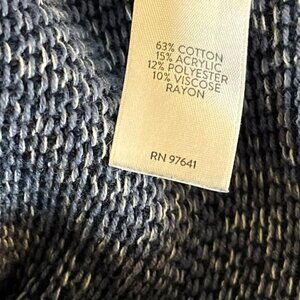 63% COTTON
15% ACRYLIC
12% POLYESTER
10% VISCOSE
RAYON
RN 97641